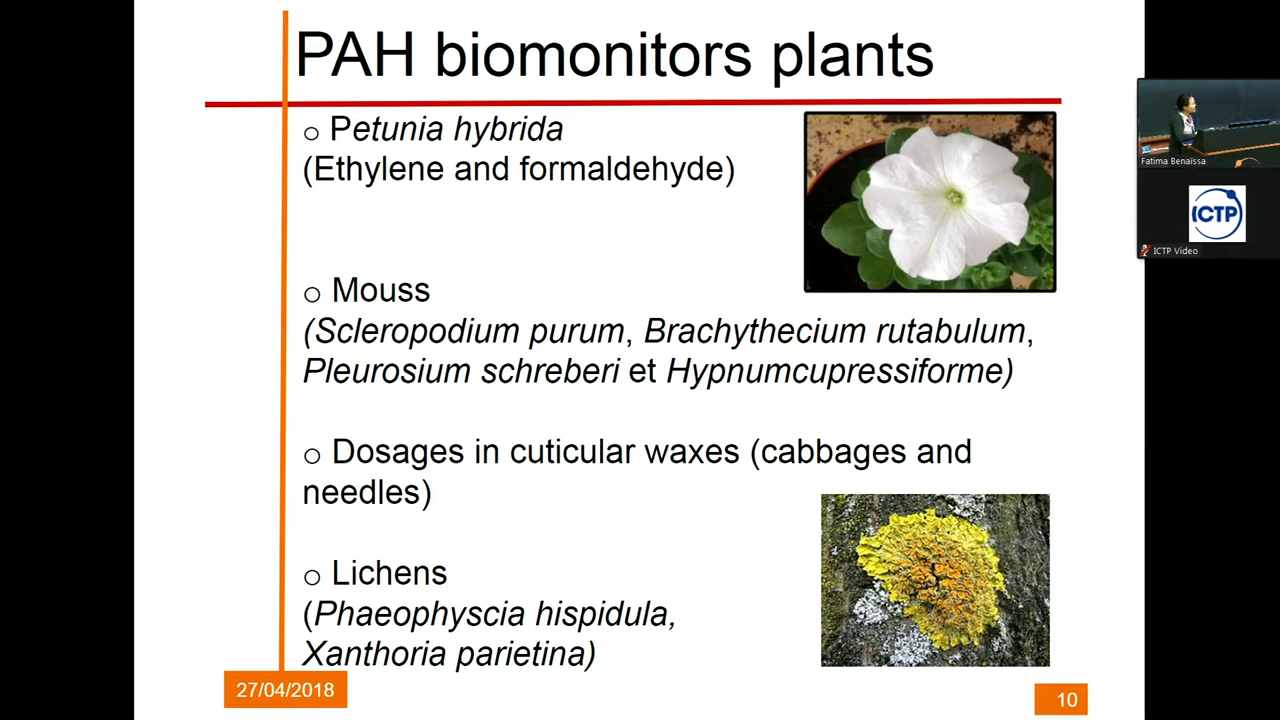 PAH biomonitors plants
○ Petunia hybrida
(Ethylene and formaldehyde)
○ Mouss
(Scleropodium purum, Brachythecium rutabulum,
Pleurosium schreberi et Hypnumcupressiforme)
○ Dosages in cuticular waxes (cabbages and
needles)
○ Lichens
(Phaeophyscia hispidula,
Xanthoria parietina)
27/04/2018
10
Fatima Benaïssa
ICTP
ICTP Video